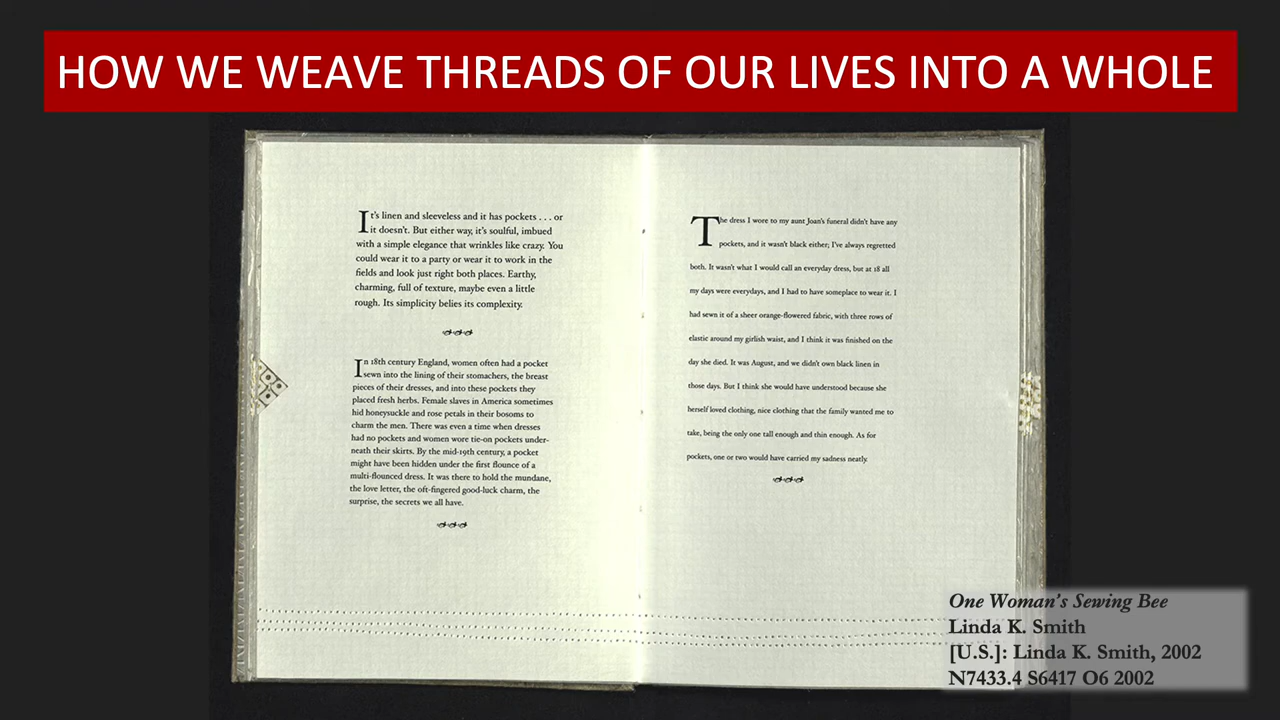 HOW WE WEAVE THREADS OF OUR LIVES INTO A WHOLE
It's linen and sleeveless and it has pockets . . . or
it doesn't. But either way, it's soulful, imbued
with a simple elegance that wrinkles like crazy. You
could wear it to a party or wear it to work in the
fields and look just right both places. Earthy,
charming, full of texture, maybe even a little
rough. Its simplicity belies its complexity.
In 18th century England, women often had a pocket
sewn into the lining of their stomachers, the breast
pieces of their dresses, and into these pockets they
placed fresh herbs. Female slaves in America sometimes
hid honeysuckle and rose petals in their bosoms to
charm the men. There was even a time when dresses
had no pockets and women wore tie-on pockets under-
neath their skirts. By the mid-19th century, a pocket
might have been hidden under the first flounce of a
multi-flounced dress. It was there to hold the mundane,
the love letter, the oft-fingered good-luck charm, the
surprise, the secrets we all have.
The dress I wore to my aunt Joan's funeral didn't have any
pockets, and it wasn't black either; I've always regretted
both. It wasn't what I would call an everyday dress, but at 18 all
my days were everydays, and I had to have someplace to wear it. I
had sewn it of a sheer orange-flowered fabric, with three rows of
elastic around my girlish waist, and I think it was finished on the
day she died. It was August, and we didn't own black linen in
those days. But I think she would have understood because she
herself loved clothing, nice clothing that the family wanted me to
take, being the only one tall enough and thin enough. As for
pockets, one or two would have carried my sadness neatly.
One Woman's Sewing Bee
Linda K. Smith
[U.S.]: Linda K. Smith, 2002
N7433.4 S6417 O6 2002